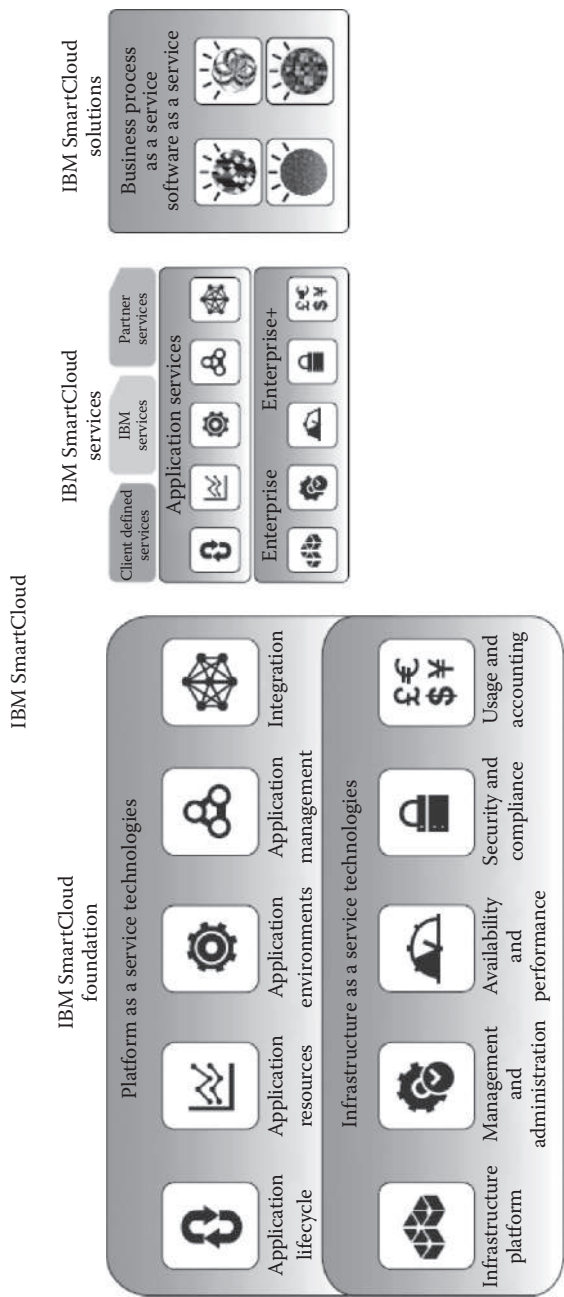 IBM SmartCloud
IBM SmartCloud
foundation
Platform as a service technologies
Application
lifecycle
Application
resources
Application
environments
Application
management
Integration
Infrastructure as a service technologies
Infrastructure
platform
Management
and
administration
Availability
and
performance
Security and
compliance
£ €
$ ¥
Usage and
accounting
IBM SmartCloud
services
Client defined
services
IBM
services
Partner
services
Application services
Enterprise
Enterprise+
£ €
$ ¥
IBM SmartCloud
solutions
Business process
as a service
software as a service